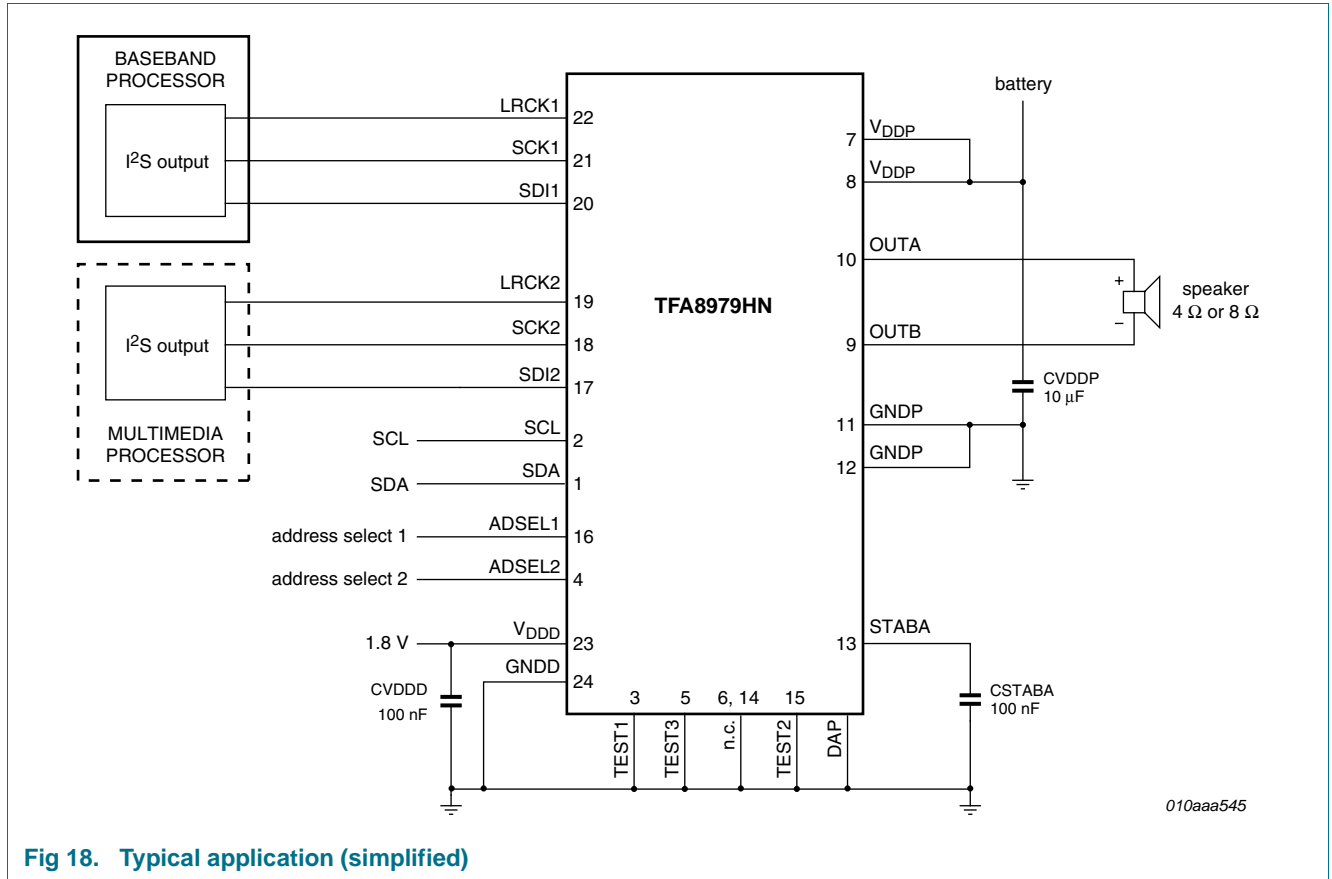 BASEBAND
PROCESSOR
I²S output
LRCK1
22
SCK1
21
SDI1
20
I²S output
MULTIMEDIA
PROCESSOR
LRCK2
19
SCK2
18
SDI2
17
SCL
SCL
2
SDA
SDA
1
address select 1
ADSEL1
16
address select 2
ADSEL2
4
1.8 V
VDDD
23
GNDD
24
CVDDD
100 nF
TFA8979HN
battery
7
VDDP
8
VDDP
10
OUTA
9
OUTB
+
−
speaker
4 Ω or 8 Ω
CVDDP
10 μF
11
GNDP
12
GNDP
13
STABA
CSTABA
100 nF
3
5
6, 14
15
TEST1
TEST3
n.c.
TEST2
DAP
010aaa545
Fig 18. Typical application (simplified)